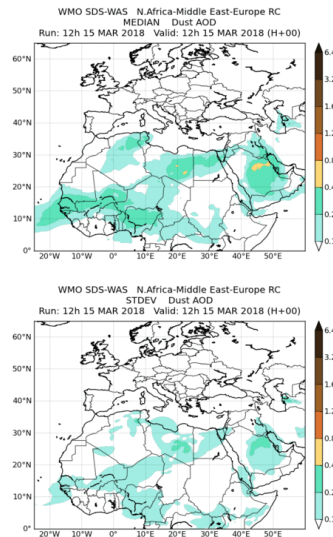 WMO SDS-WAS N.Africa-Middle East-Europe RC
MEDIAN Dust AOD
Run: 12h 15 MAR 2018 Valid: 12h 15 MAR 2018 (H+00)
60°N
50°N
40°N
30°N
20°N
10°N
0°
20°W 10°W 0° 10°E 20°E 30°E 40°E 50°E
6.4
3.2
1.6
0.8
0.4
0.2
0.1
WMO SDS-WAS N.Africa-Middle East-Europe RC
STDEV Dust AOD
Run: 12h 15 MAR 2018 Valid: 12h 15 MAR 2018 (H+00)
60°N
50°N
40°N
30°N
20°N
10°N
0°
20°W 10°W 0° 10°E 20°E 30°E 40°E 50°E
6.4
3.2
1.6
0.8
0.4
0.2
0.1